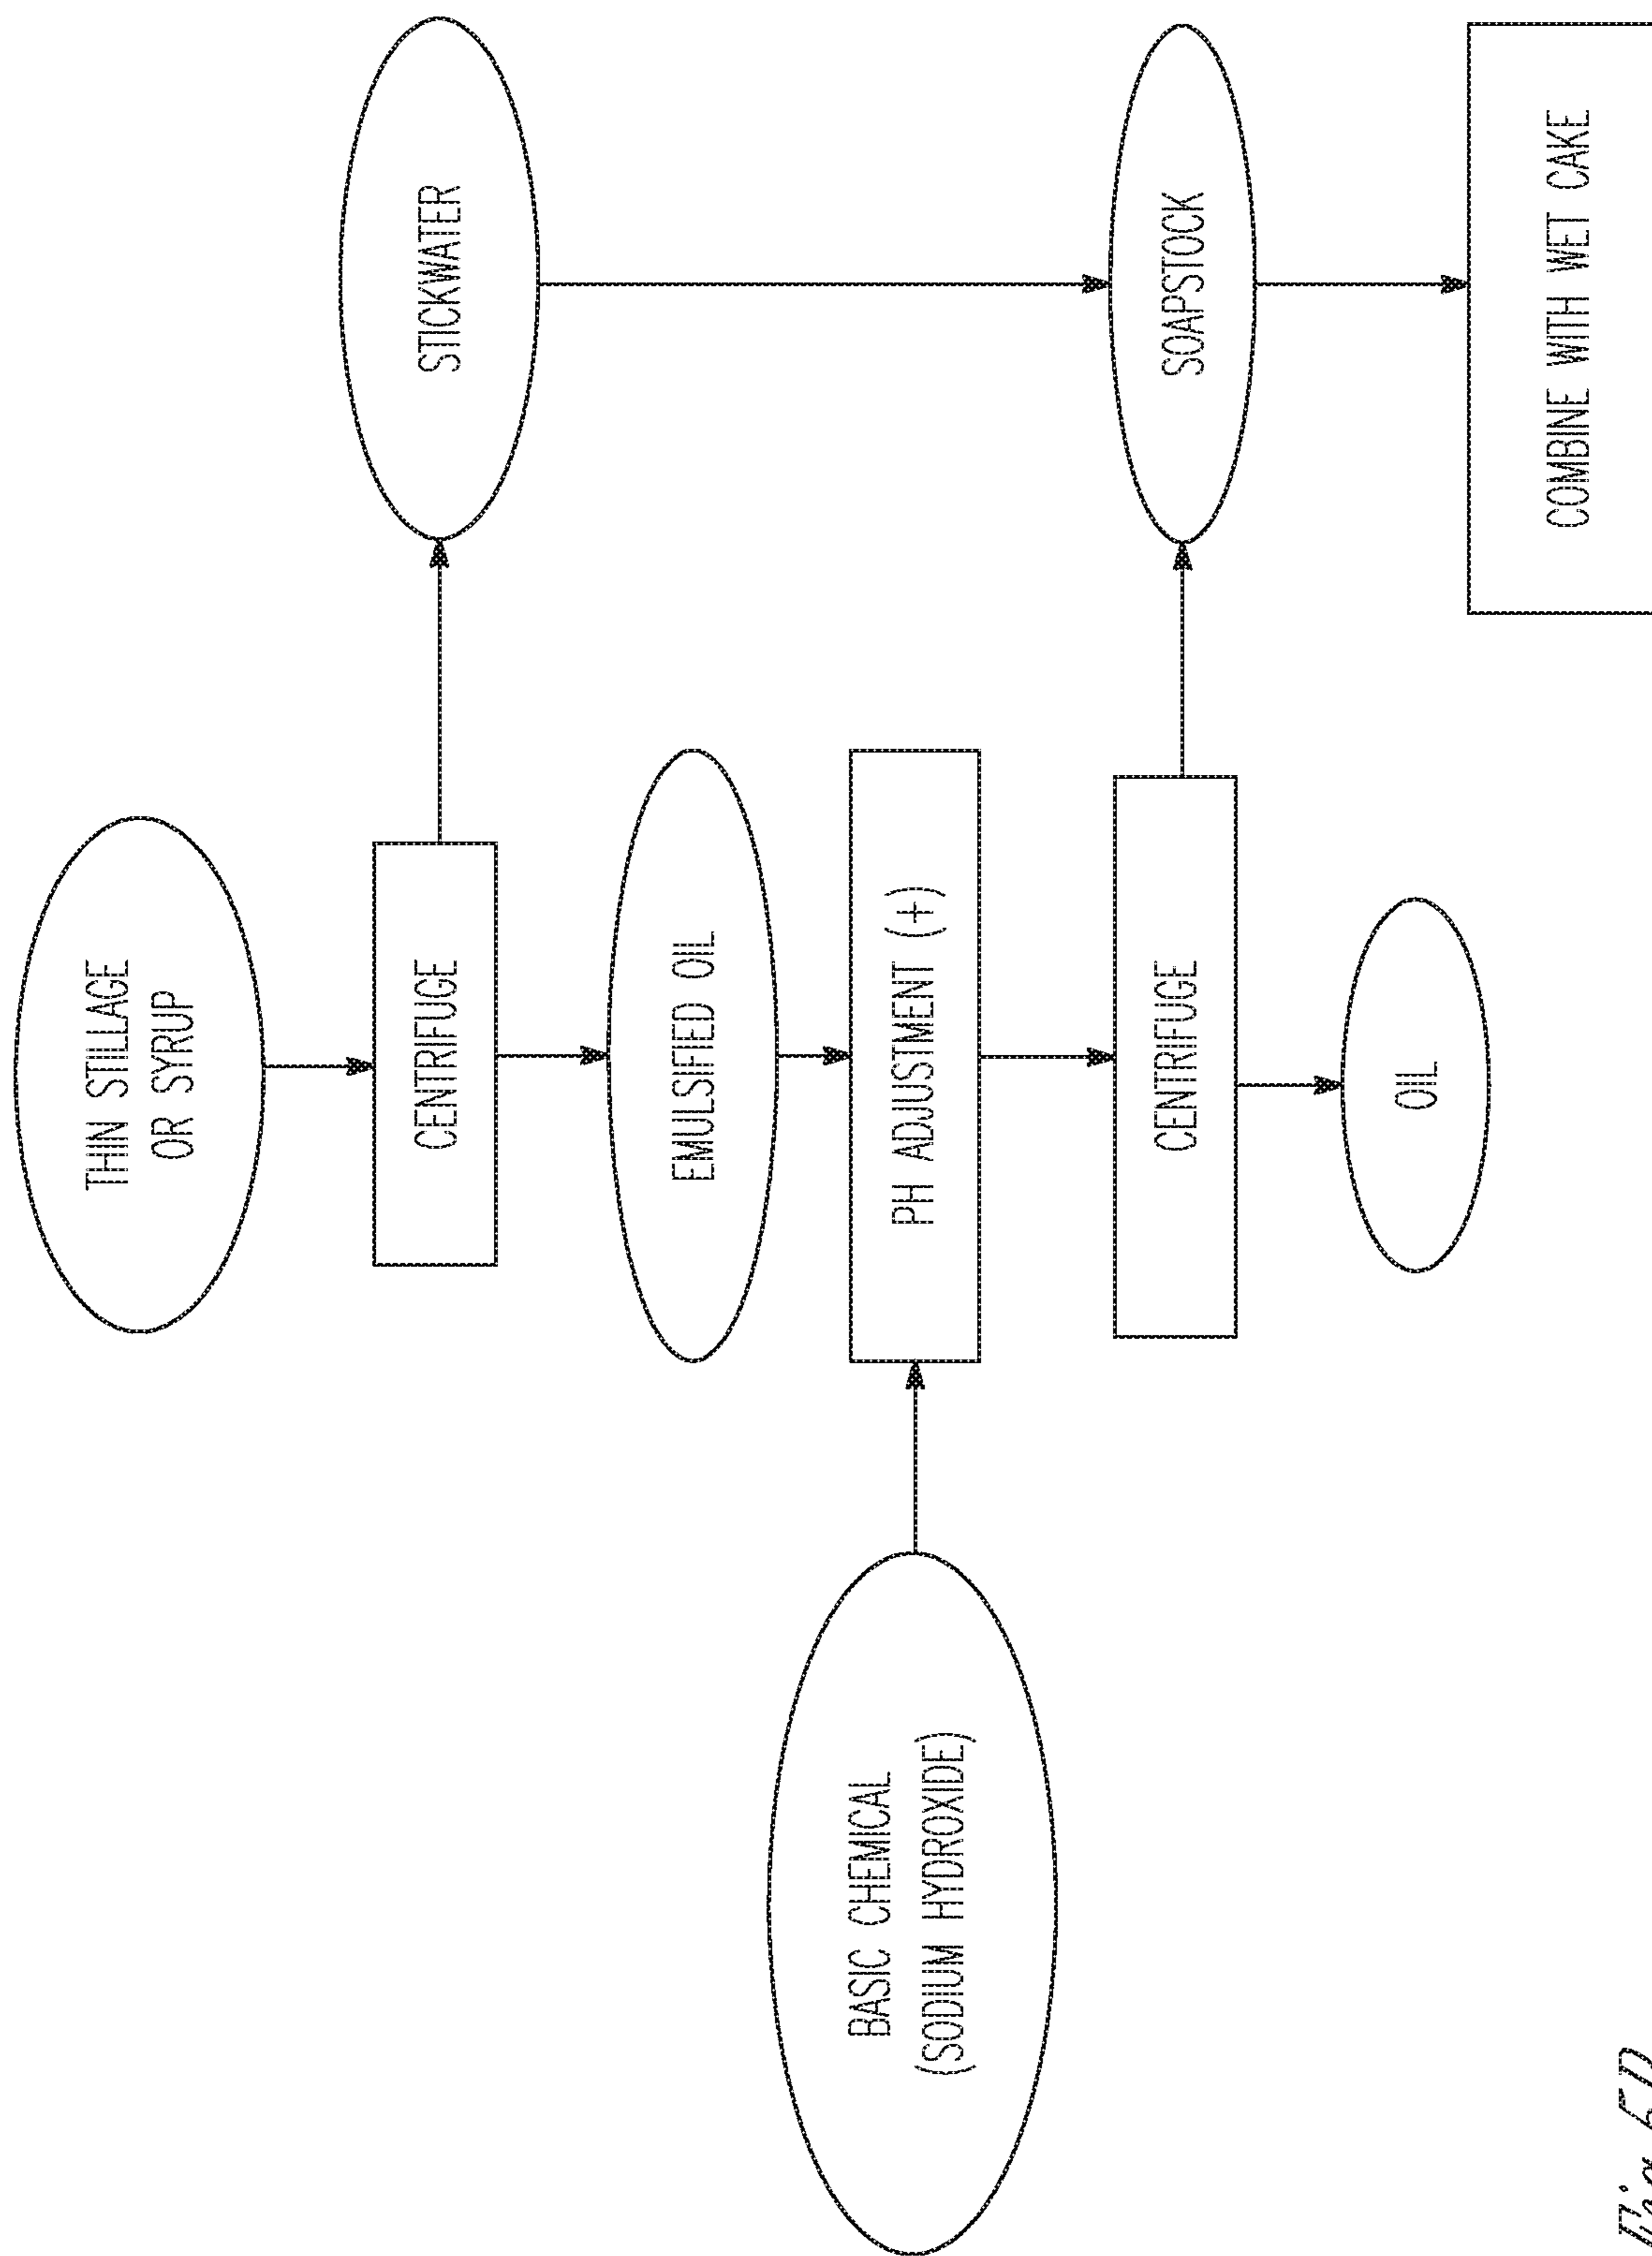 THIN STILLAGE
OR SYRUP
CENTRIFUGE
STICKWATER
EMULSIFIED OIL
BASIC CHEMICAL
(SODIUM HYDROXIDE)
PH ADJUSTMENT (+)
CENTRIFUGE
SOAPSTOCK
OIL
COMBINE WITH WET CAKE
Fig.